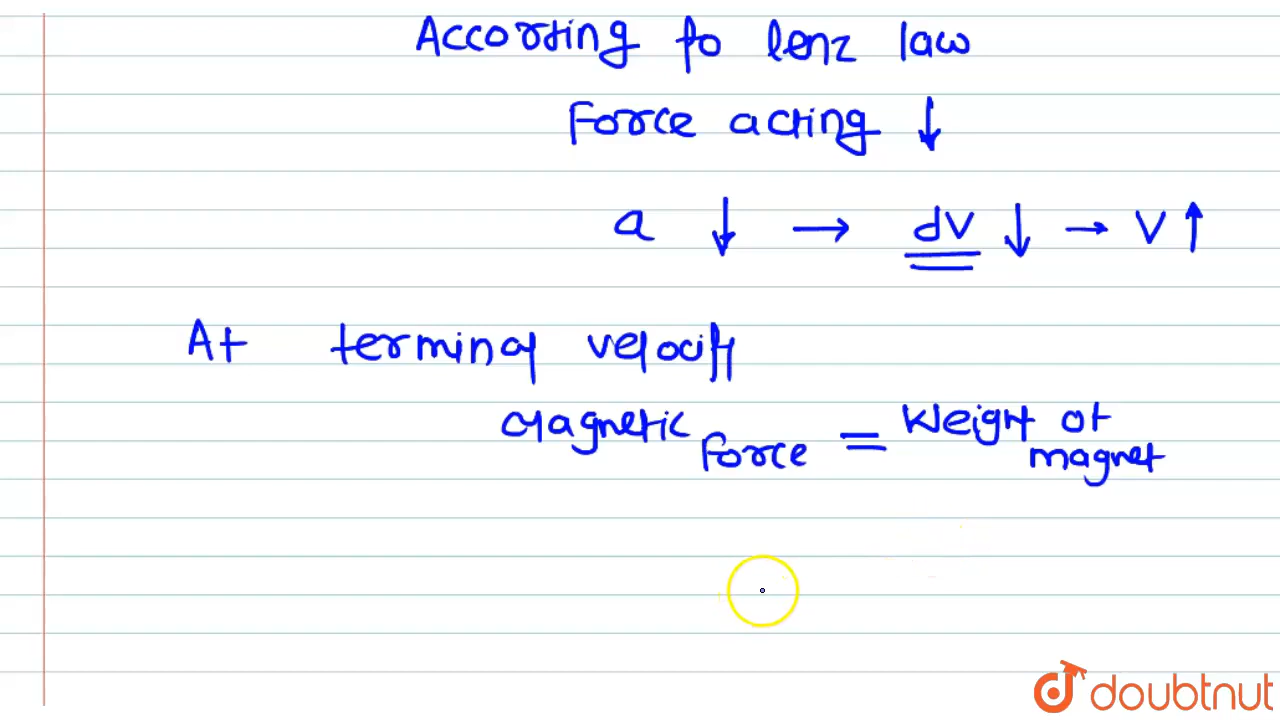 According to lenz law
Force acting ↓
a ↓ → dV ↓ → V ↑
At terminal velocity
Magnetic Force = Weight of magnet
doubtnut